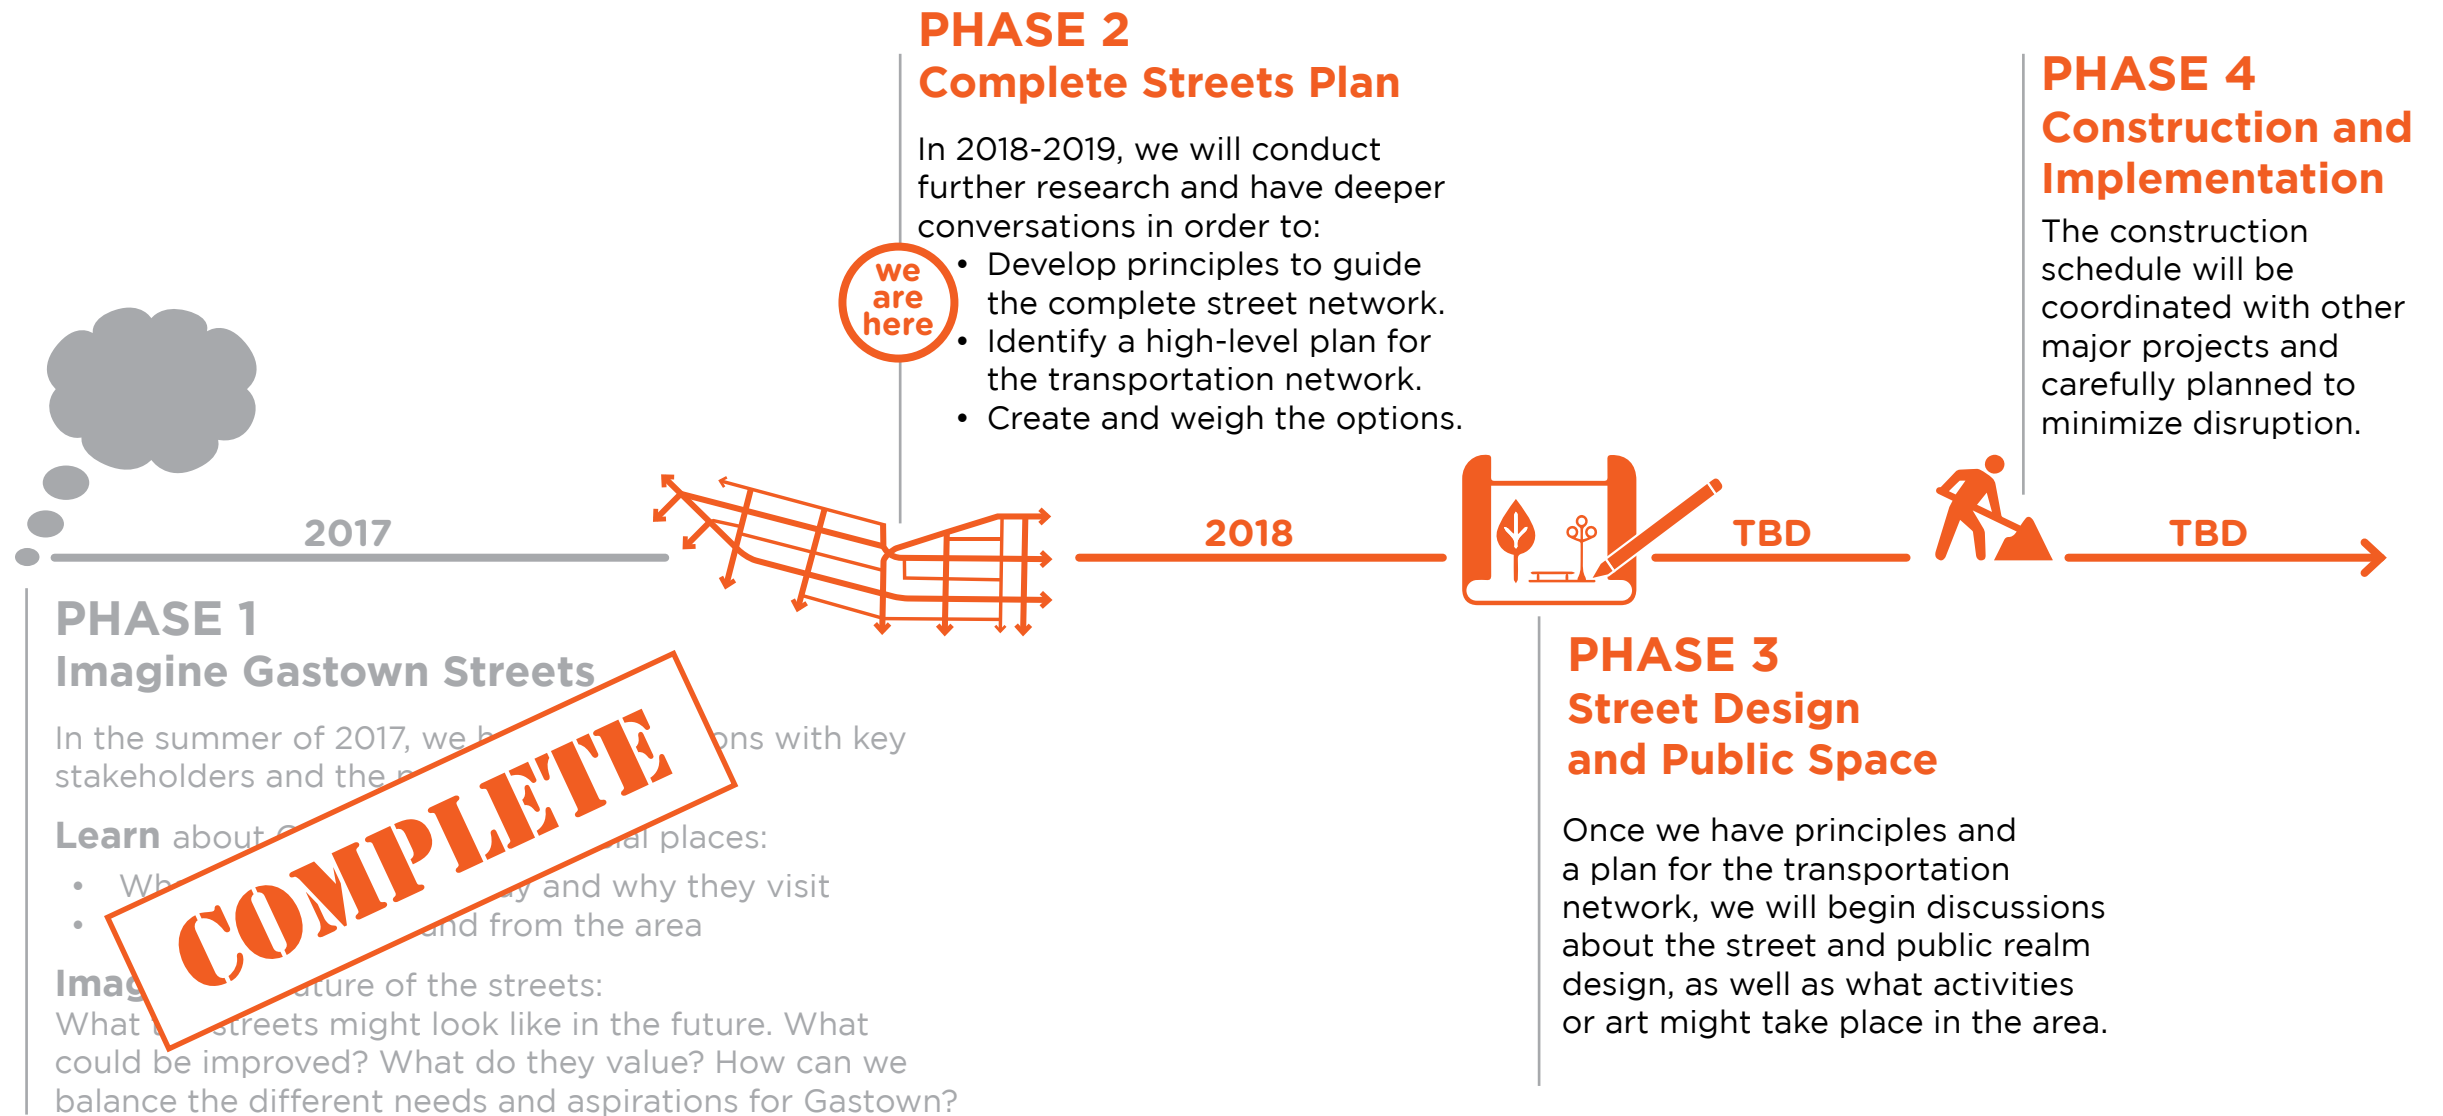 PHASE 2
Complete Streets Plan
In 2018-2019, we will conduct
further research and have deeper
conversations in order to:
• Develop principles to guide
the complete street network.
• Identify a high-level plan for
the transportation network.
• Create and weigh the options.
we
are
here
PHASE 4
Construction and
Implementation
The construction
schedule will be
coordinated with other
major projects and
carefully planned to
minimize disruption.
2017
2018
TBD
TBD
PHASE 1
Imagine Gastown Streets
In the summer of 2017, we with key
stakeholders and the
Learn about places:
• and why they visit
• from the area
of the streets:
What streets might look like in the future. What
could be improved? What do they value? How can we
balance the different needs and aspirations for Gastown?
COMPLETE
PHASE 3
Street Design
and Public Space
Once we have principles and
a plan for the transportation
network, we will begin discussions
about the street and public realm
design, as well as what activities
or art might take place in the area.